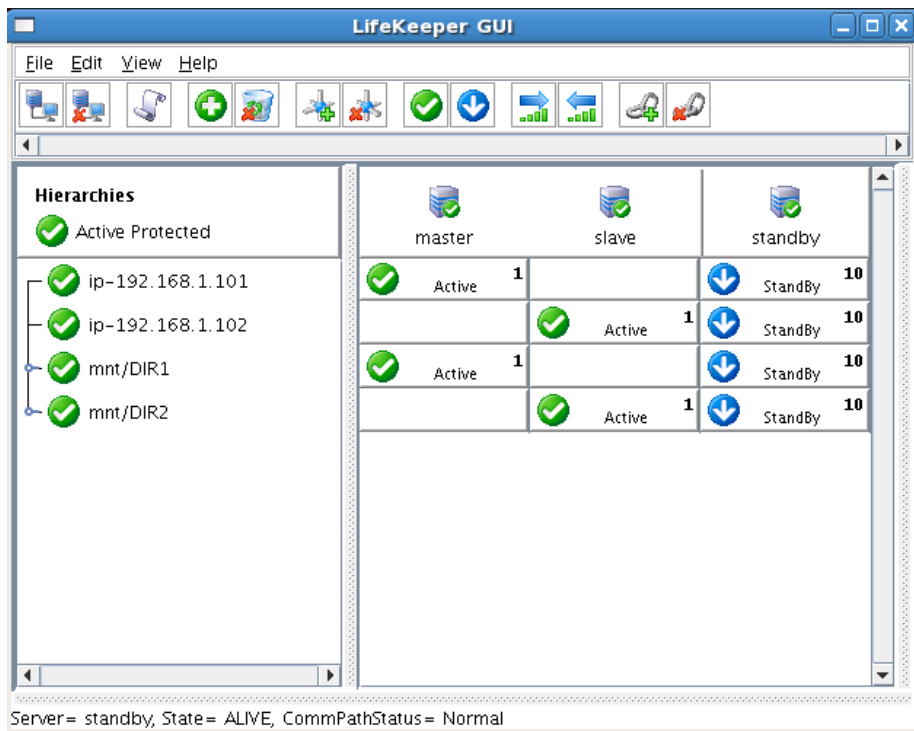 LifeKeeper GUI
File Edit View Help
Hierarchies
Active Protected
master slave standby
ip-192.168.1.101 Active 1 StandBy 10
ip-192.168.1.102 Active 1 StandBy 10
mnt/DIR1 Active 1 StandBy 10
mnt/DIR2 Active 1 StandBy 10
Server= standby, State= ALIVE, CommPathStatus= Normal